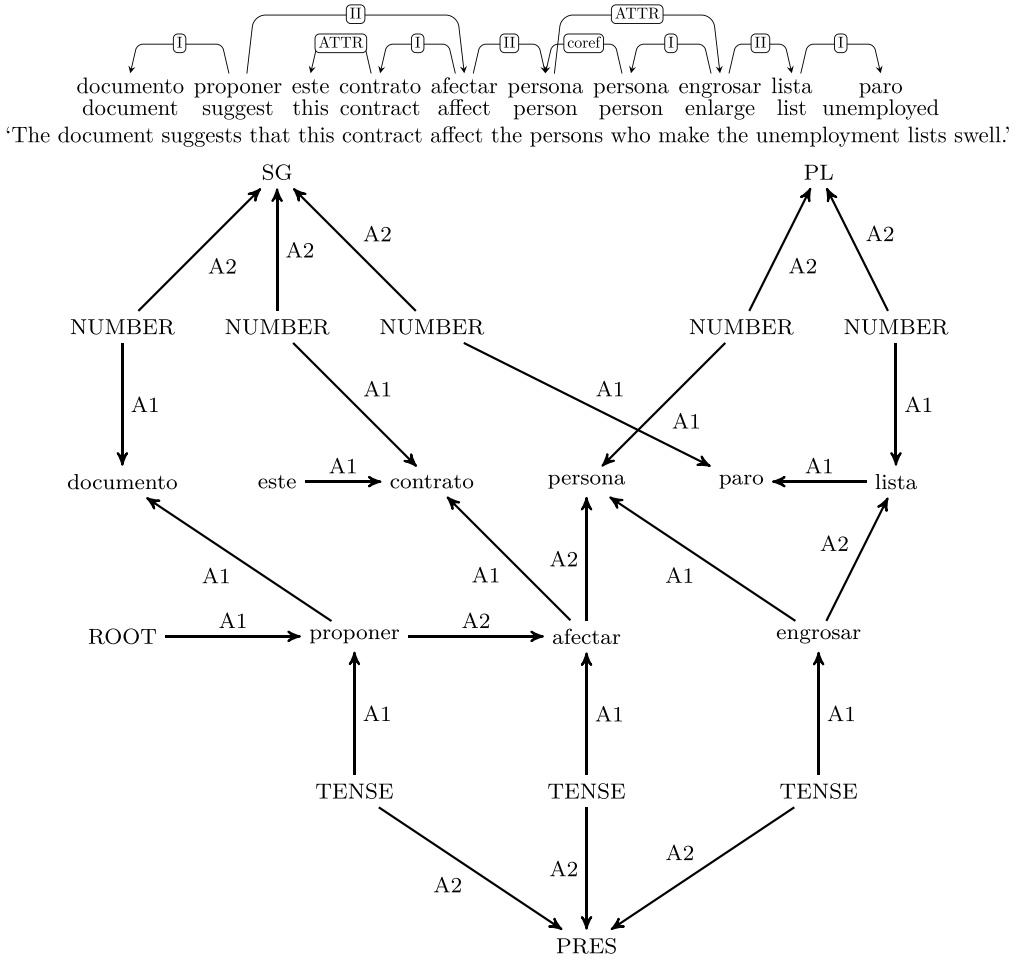 II ATTR
I ATTR I II coref I II I
documento proponer este contrato afectar persona persona engrosar lista paro
document suggest this contract affect person person enlarge list unemployed
‘The document suggests that this contract affect the persons who make the unemployment lists swell.’
SG PL
A2 A2 A2 A2 A2
NUMBER NUMBER NUMBER NUMBER NUMBER
A1 A1 A1 A1 A1
documento este A1 contrato persona paro A1 lista
A1 A1 A2 A1 A2
ROOT A1 proponer A2 afectar engrosar
A1 A1 A1
TENSE TENSE TENSE
A2 A2 A2
PRES